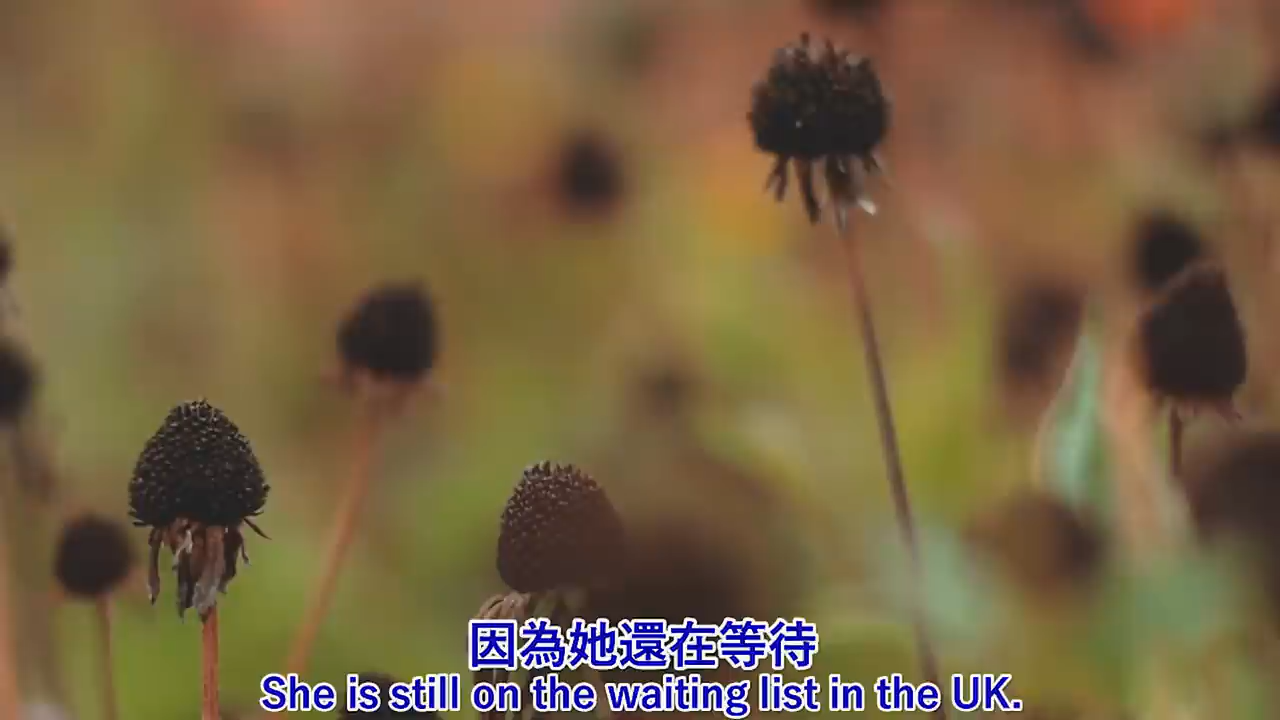 因為她還在等待
She is still on the waiting list in the UK.